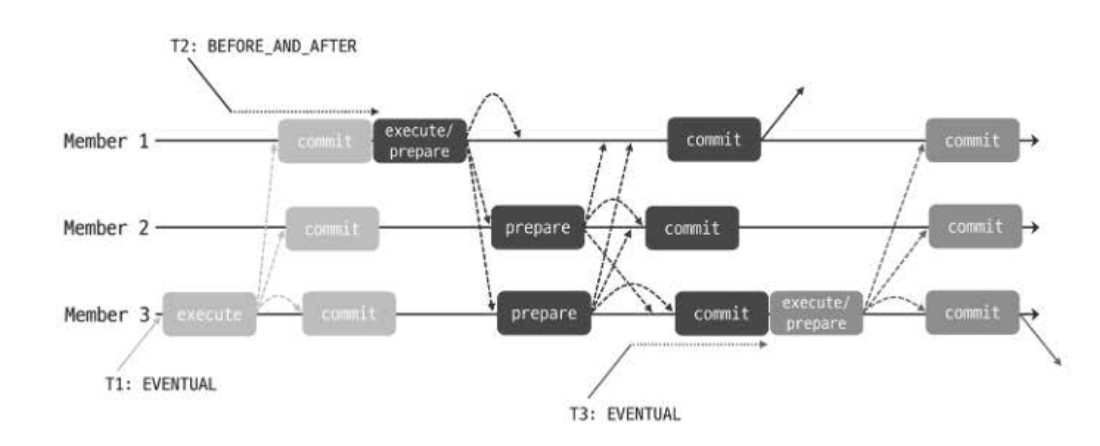 T2: BEFORE_AND_AFTER
Member 1
commit
execute/
prepare
commit
commit
Member 2
commit
prepare
commit
commit
Member 3
execute
commit
prepare
commit
execute/
prepare
commit
T1: EVENTUAL
T3: EVENTUAL